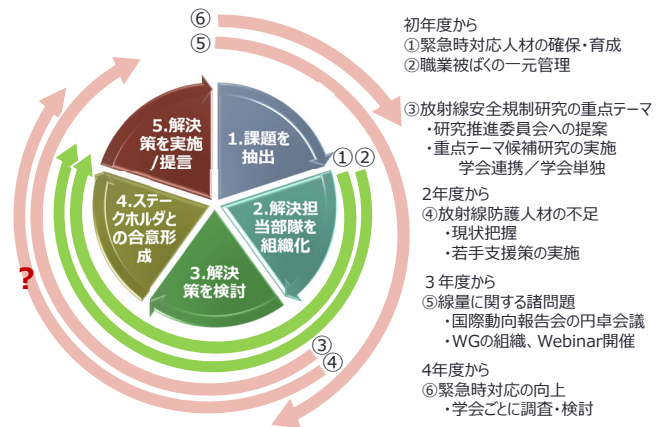 ⑥
⑤
5.解決
策を実施
/提言
1.課題を
抽出
① ②
4.ステー
クホルダと
の合意形
成
2.解決担
当部隊を
組織化
3.解決
策を検討
?
③
④
初年度から
①緊急時対応人材の確保・育成
②職業被ばくの一元管理
③放射線安全規制研究の重点テーマ
・研究推進委員会への提案
・重点テーマ候補研究の実施
学会連携／学会単独
2年度から
④放射線防護人材の不足
・現状把握
・若手支援策の実施
３年度から
⑤線量に関する諸問題
・国際動向報告会の円卓会議
・WGの組織、Webinar開催
4年度から
⑥緊急時対応の向上
・学会ごとに調査・検討